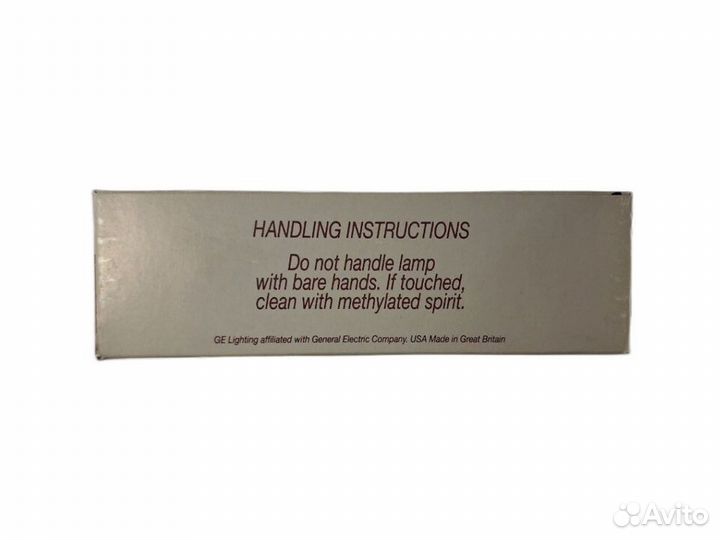 HANDLING INSTRUCTIONS
Do not handle lamp
with bare hands. If touched,
clean with methylated spirit.
GE Lighting affiliated with General Electric Company. USA Made in Great Britain
Avito